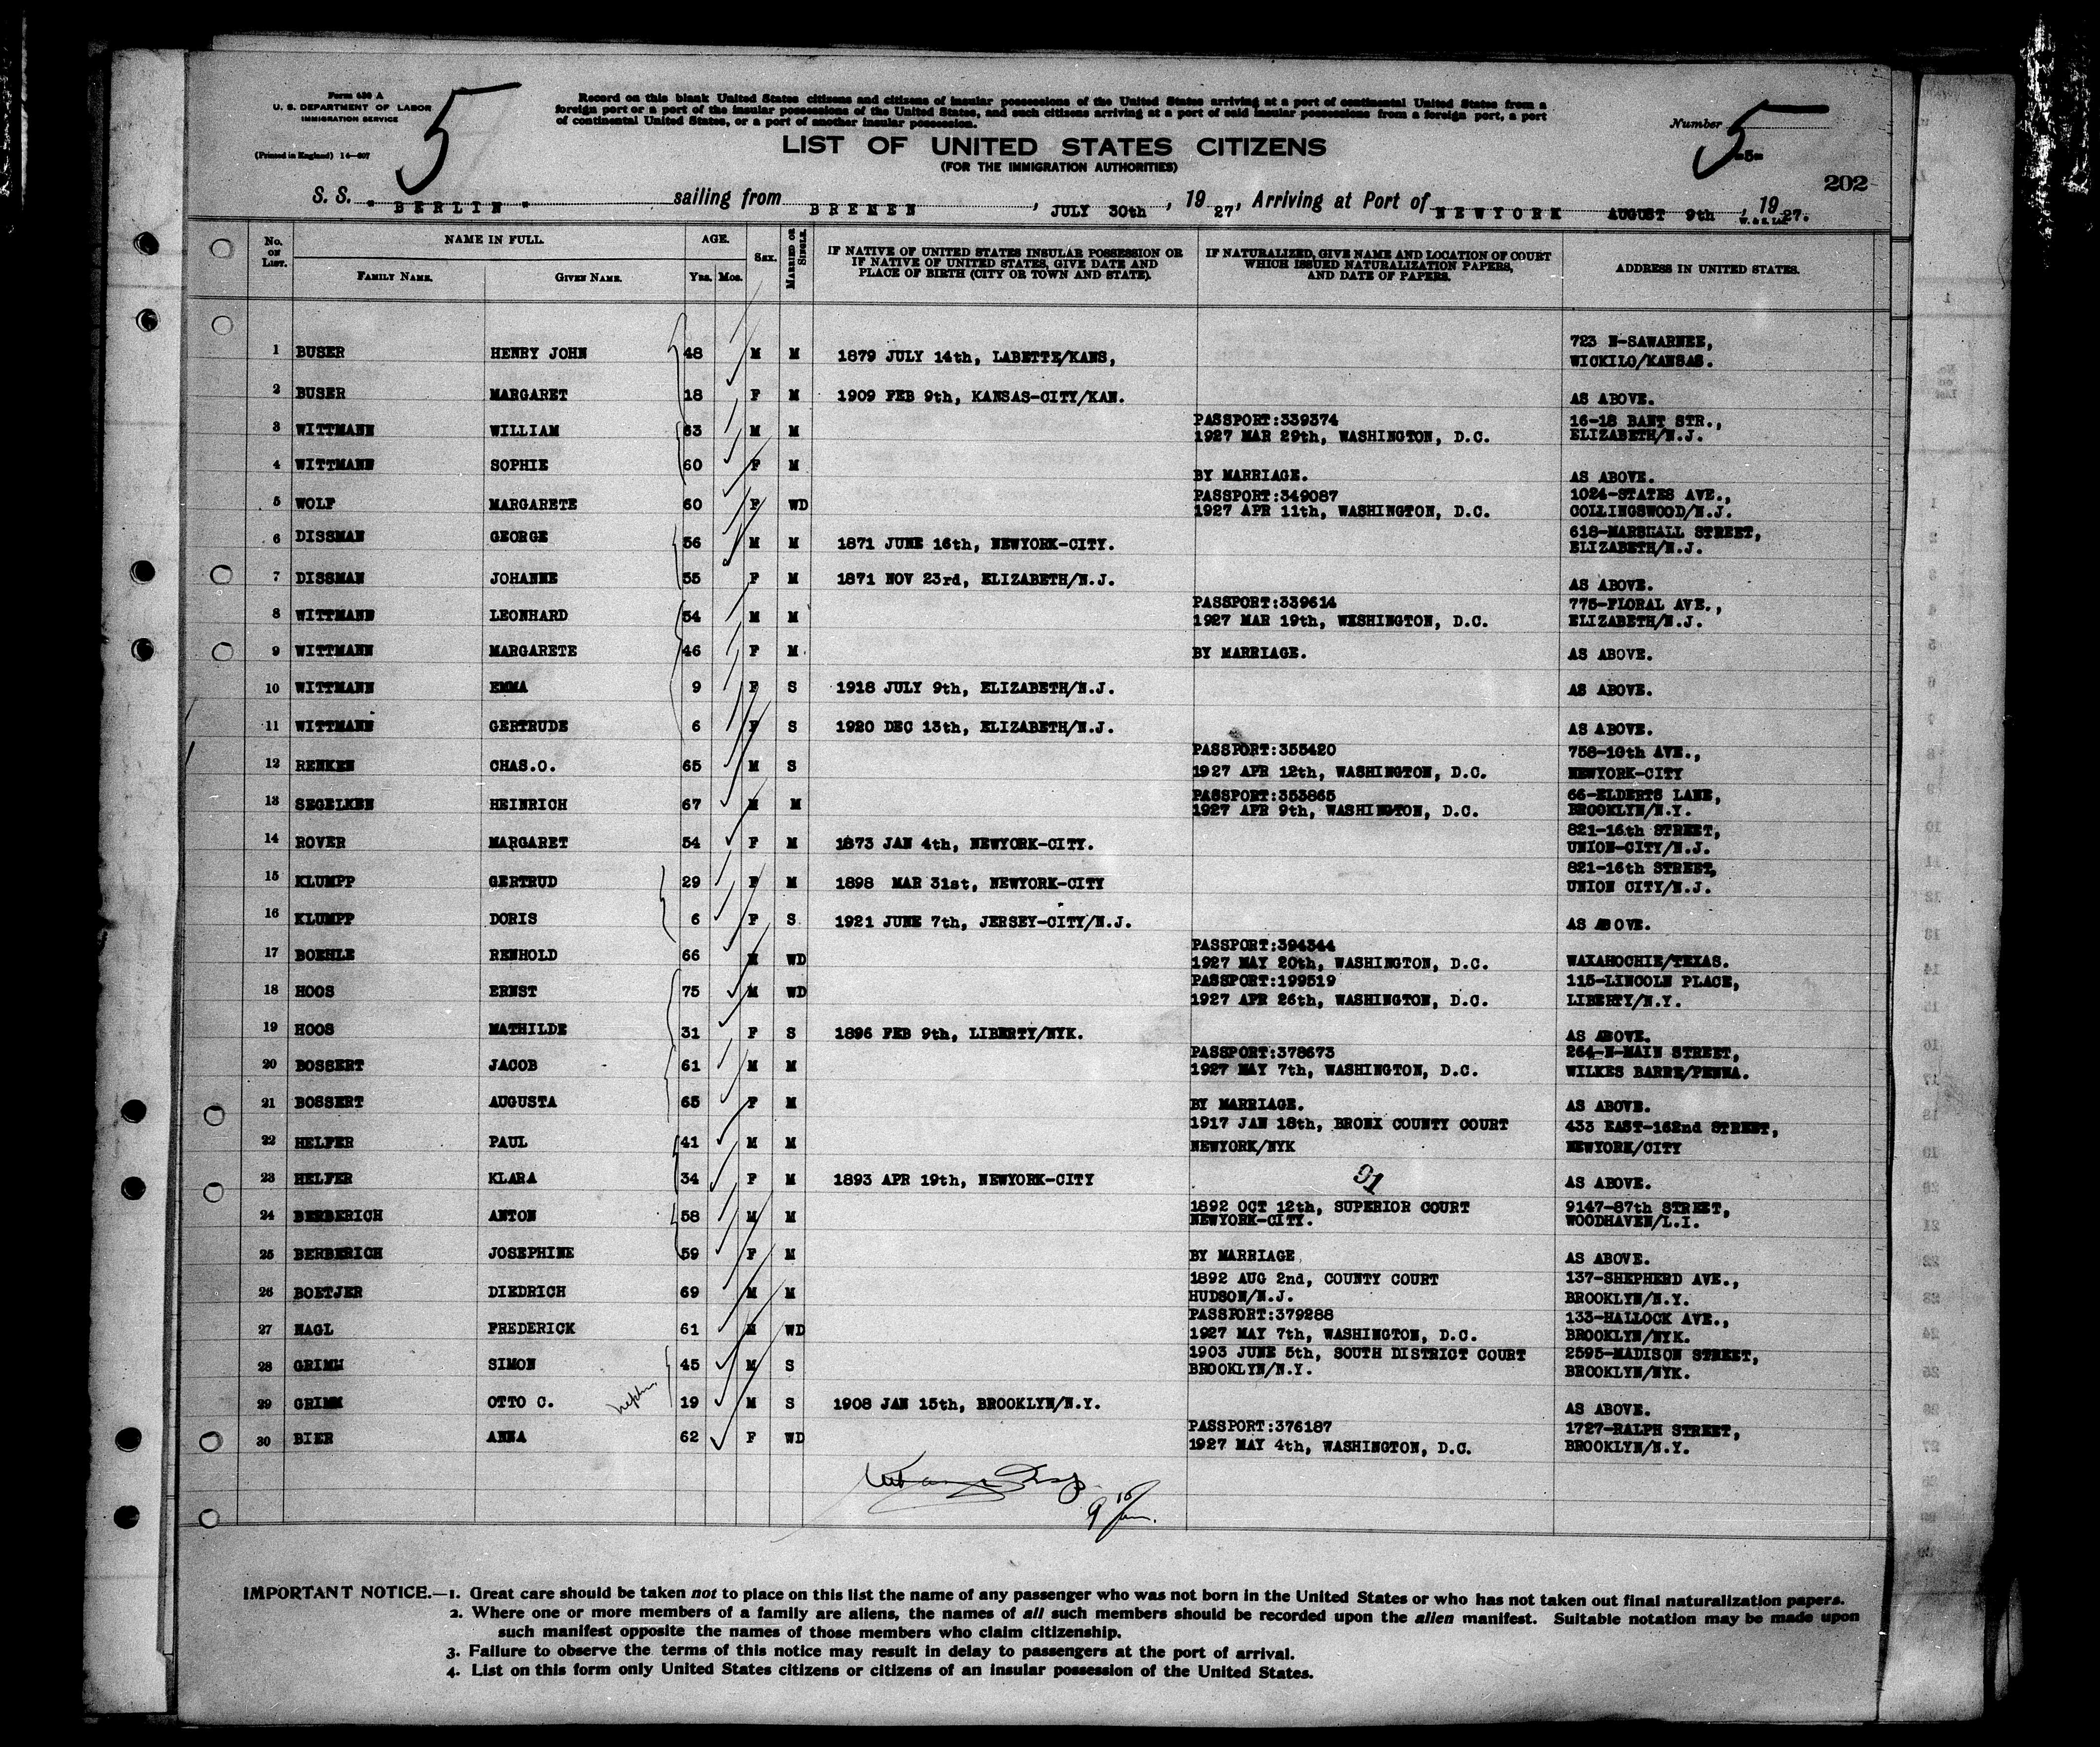 Form 630 A
U. S. DEPARTMENT OF LABOR
IMMIGRATION SERVICE
(Printed in England) 14—607
5
Record on this blank United States citizens and citizens of insular possessions of the United States arriving at a port of continental United States from a
foreign port or a port of the insular possessions of the United States, and such citizens arriving at a port of said insular possessions from a foreign port, a port
of continental United States, or a port of another insular possession.
LIST OF UNITED STATES CITIZENS
(FOR THE IMMIGRATION AUTHORITIES)
Number 5
-5-
202
S. S. "BERLIN" sailing from BREMEN, JULY 30th, 1927, Arriving at Port of NEWYORK AUGUST 9th, 1927.
No. ON LIST. NAME IN FULL. FAMILY NAME. GIVEN NAME. AGE. Yrs. Mos. Sex. MARRIED OR SINGLE. IF NATIVE OF UNITED STATES INSULAR POSSESSION OR IF NATIVE OF UNITED STATES, GIVE DATE AND PLACE OF BIRTH (CITY OR TOWN AND STATE). IF NATURALIZED, GIVE NAME AND LOCATION OF COURT WHICH ISSUED NATURALIZATION PAPERS, AND DATE OF PAPERS. ADDRESS IN UNITED STATES.
1 BUSER HENRY JOHN 48 M M 1879 JULY 14th, LABETTE/KANS, 723 N-SAWARNEE,
WICKILO/KANSAS.
2 BUSER MARGARET 18 F M 1909 FEB 9th, KANSAS-CITY/KAN. AS ABOVE.
3 WITTMANN WILLIAM 63 M M PASSPORT:339374 16-18 BANT STR.,
1927 MAR 29th, WASHINGTON, D.C. ELIZABETH/N.J.
4 WITTMANN SOPHIE 60 F M BY MARRIAGE. AS ABOVE.
5 WOLF MARGARETE 60 F WD PASSPORT:349087 1024-STATES AVE.,
1927 APR 11th, WASHINGTON, D.C. COLLINGSWOOD/N.J.
6 DISSMAN GEORGE 56 M M 1871 JUNE 16th, NEWYORK-CITY. 618-MARSHALL STREET,
ELIZABETH/N.J.
7 DISSMAN JOHANNE 55 F M 1871 NOV 23rd, ELIZABETH/N.J. AS ABOVE.
8 WITTMANN LEONHARD 54 M M PASSPORT:339614 775-FLORAL AVE.,
1927 MAR 19th, WESHINGTON, D.C. ELIZABETH/N.J.
9 WITTMANN MARGARETE 46 F M BY MARRIAGE. AS ABOVE.
10 WITTMANN EMMA 9 F S 1918 JULY 9th, ELIZABETH/N.J. AS ABOVE.
11 WITTMANN GERTRUDE 6 F S 1920 DEC 13th, ELIZABETH/N.J. AS ABOVE.
12 RENKEN CHAS.O. 65 M S PASSPORT:355420 758-10th AVE.,
1927 APR 12th, WASHINGTON, D.C. NEWYORK-CITY
13 SEGELKEN HEINRICH 67 M M PASSPORT:353865 66-ELDERTS LANE,
1927 APR 9th, WASHINGTON, D.C. BROOKLYN/N.Y.
14 ROVER MARGARET 54 F M 1873 JAN 4th, NEWYORK-CITY. 821-16th STREET,
UNION-CITY/N.J.
15 KLUMPP GERTRUD 29 F M 1898 MAR 31st, NEWYORK-CITY 821-16th STREET,
UNION CITY/N.J.
16 KLUMPP DORIS 6 F S 1921 JUNE 7th, JERSEY-CITY/N.J. AS ABOVE.
17 BOEHLE RENHOLD 66 M WD PASSPORT:394344
1927 MAY 20th, WASHINGTON, D.C. WAXAHOCHIE/TEXAS.
18 HOOS ERNST 75 M WD PASSPORT:199519 115-LINCOLN PLACE,
1927 APR 26th, WASHINGTON, D.C. LIBERTY/N.Y.
19 HOOS MATHILDE 31 F S 1896 FEB 9th, LIBERTY/NYK. AS ABOVE.
20 BOSSERT JACOB 61 M M PASSPORT:378673 264-N-MAIN STREET,
1927 MAY 7th, WASHINGTON, D.C. WILKES BARRE/PENNA.
21 BOSSERT AUGUSTA 65 F M BY MARRIAGE. AS ABOVE.
22 HELFER PAUL 41 M M 1917 JAN 18th, BRONX COUNTY COURT 433 EAST-162nd STREET,
NEWYORK/NYK NEWYORK/CITY
23 HELFER KLARA 34 F M 1893 APR 19th, NEWYORK-CITY 91 AS ABOVE.
24 BERBERICH ANTON 58 M M 1892 OCT 12th, SUPERIOR COURT 9147-87th STREET,
NEWYORK-CITY. WOODHAVEN/L.I.
25 BERBERICH JOSEPHINE 59 F M BY MARRIAGE AS ABOVE.
26 BOETJER DIEDRICH 69 M M 1892 AUG 2nd, COUNTY COURT 137-SHEPHERD AVE.,
HUDSON/N.J. BROOKLYN/N.Y.
27 NAGL FREDERICK 61 M WD PASSPORT:379288 133-HALLOCK AVE.,
1927 MAY 7th, WASHINGTON, D.C. BROOKLYN/NYK.
28 GRIMM SIMON 45 M S 1903 JUNE 5th, SOUTH DISTRICT COURT 2595-MADISON STREET,
BROOKLYN/N.Y. BROOKLYN/NYK.
29 GRIMM OTTO C. nephew 19 M S 1908 JAN 15th, BROOKLYN/N.Y. AS ABOVE.
30 BIER ANNA 62 F WD PASSPORT:376187 1727-RALPH STREET,
1927 MAY 4th, WASHINGTON, D.C. BROOKLYN/N.Y.
IMPORTANT NOTICE.—1. Great care should be taken not to place on this list the name of any passenger who was not born in the United States or who has not taken out final naturalization papers.
2. Where one or more members of a family are aliens, the names of all such members should be recorded upon the alien manifest. Suitable notation may be made upon
such manifest opposite the names of those members who claim citizenship.
3. Failure to observe the terms of this notice may result in delay to passengers at the port of arrival.
4. List on this form only United States citizens or citizens of an insular possession of the United States.